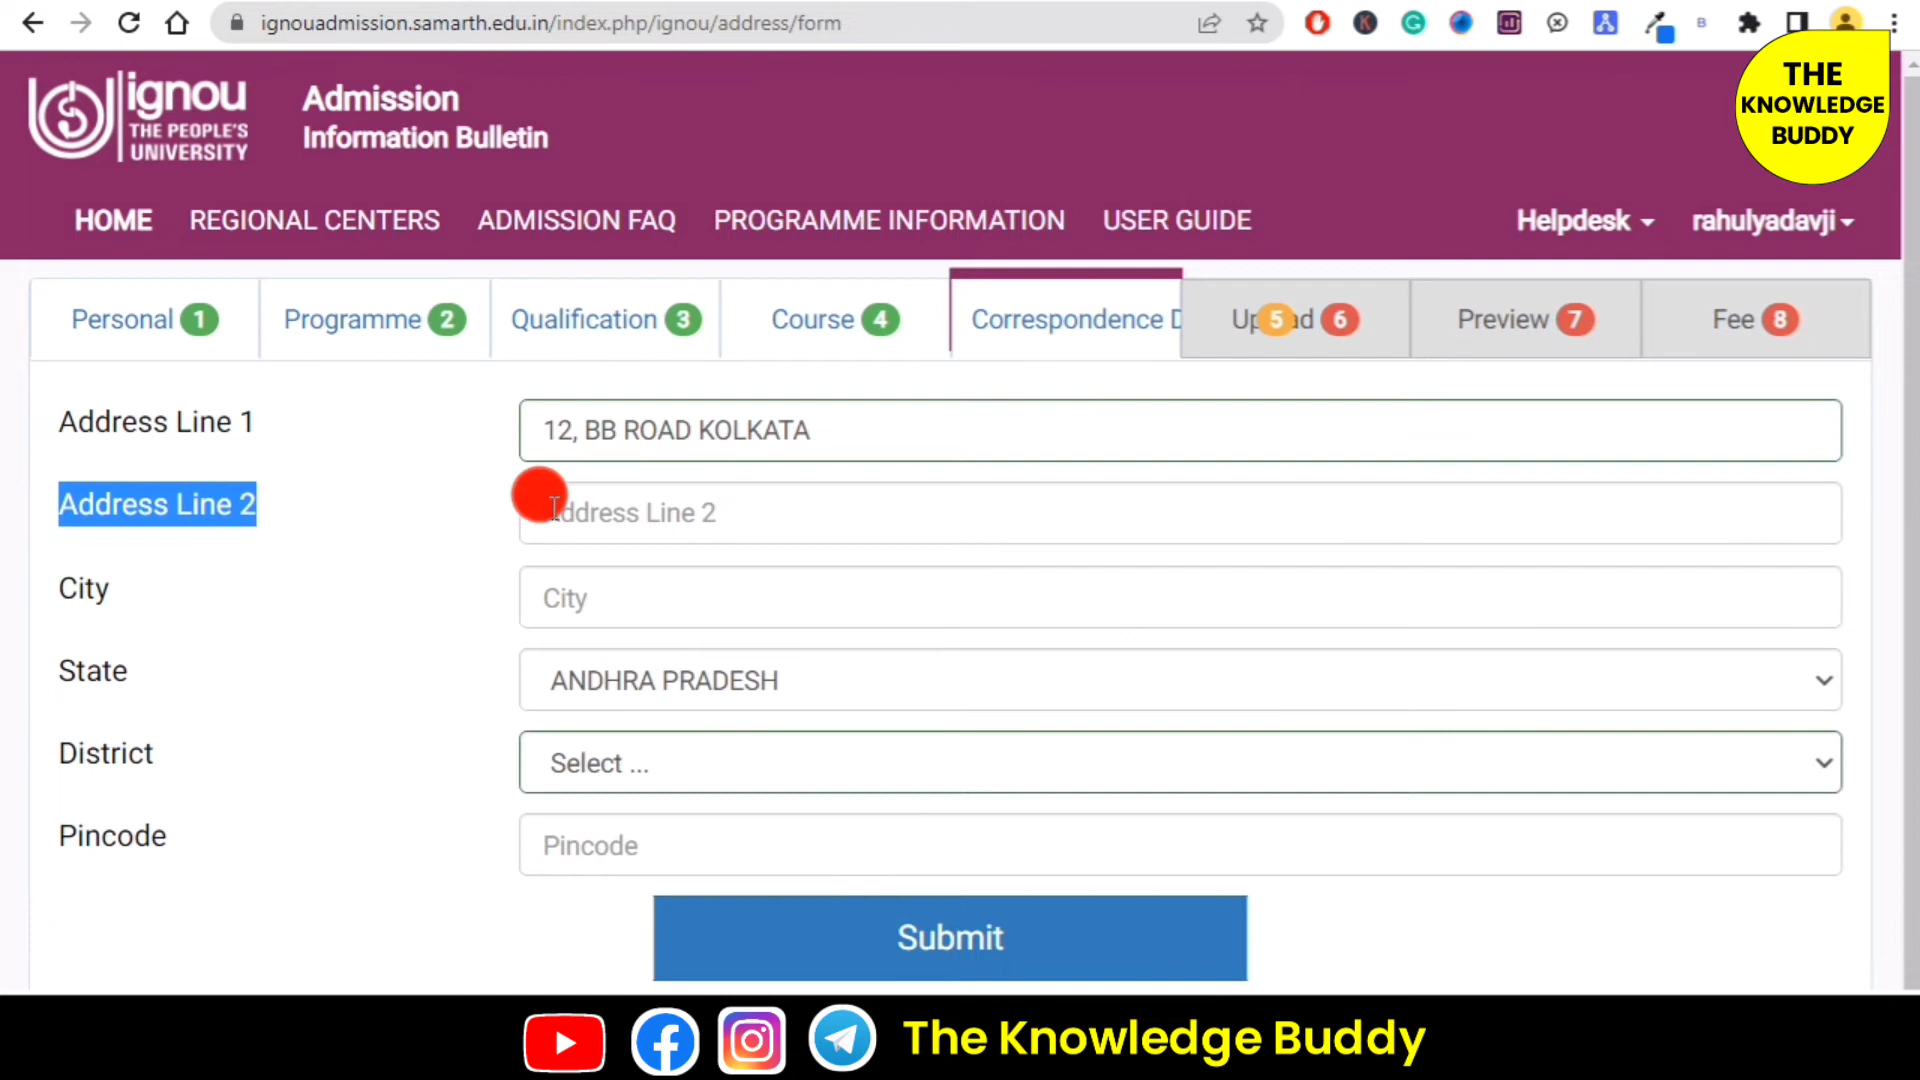 ignouadmission.samarth.edu.in/index.php/ignou/address/form
ignou
THE PEOPLE'S
UNIVERSITY
Admission
Information Bulletin
THE
KNOWLEDGE
BUDDY
HOME REGIONAL CENTERS ADMISSION FAQ PROGRAMME INFORMATION USER GUIDE Helpdesk rahulyadavji
Personal 1 Programme 2 Qualification 3 Course 4 Correspondence D 5 6 Preview 7 Fee 8
Address Line 1 12, BB ROAD KOLKATA
Address Line 2 ddress Line 2
City City
State ANDHRA PRADESH
District Select ...
Pincode Pincode
Submit
The Knowledge Buddy